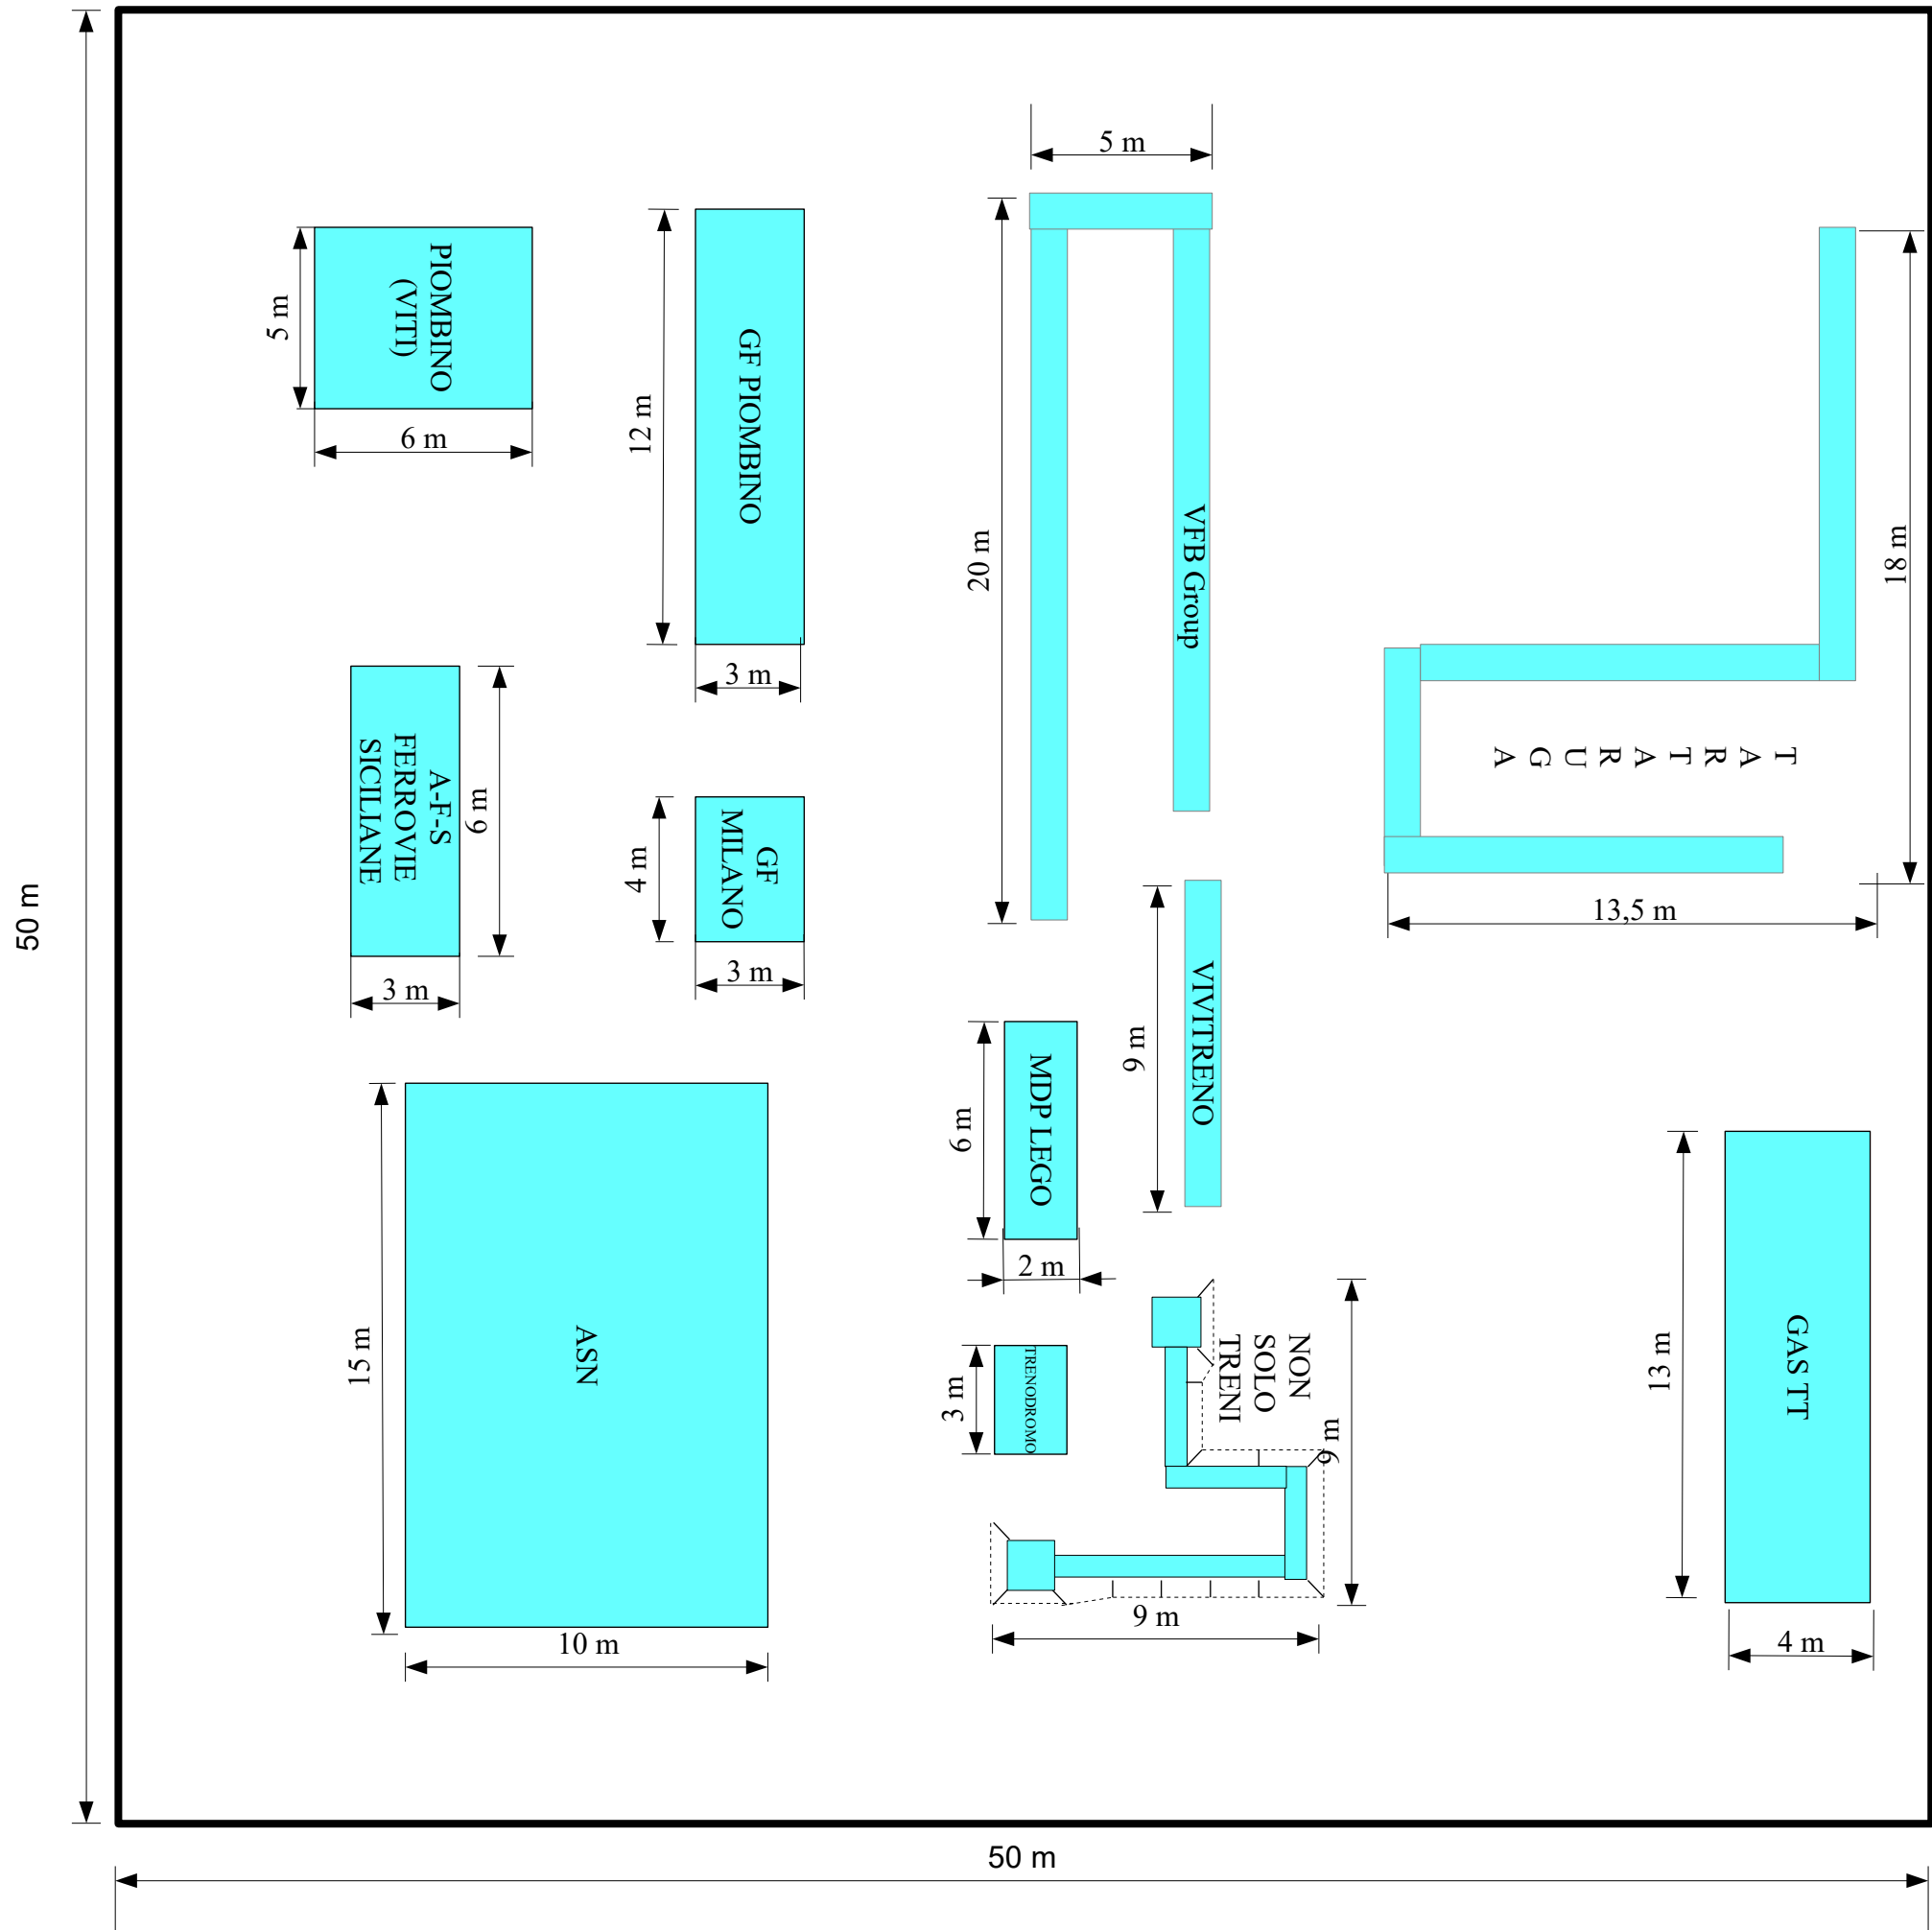 5 m
PIOMBINO
(VITI)
5 m
6 m
GF PIOMBINO
12 m
3 m
VFB Group
20 m
18 m
T A R T A R U G A
13,5 m
A-F-S
FERROVIE
SICILIANE
6 m
3 m
GF
MILANO
4 m
3 m
50 m
VIVITRENO
9 m
MDP LEGO
6 m
2 m
ASN
15 m
10 m
TRENODROMO
3 m
NON
SOLO
TRENI
9 m
9 m
GAS TT
13 m
4 m
50 m